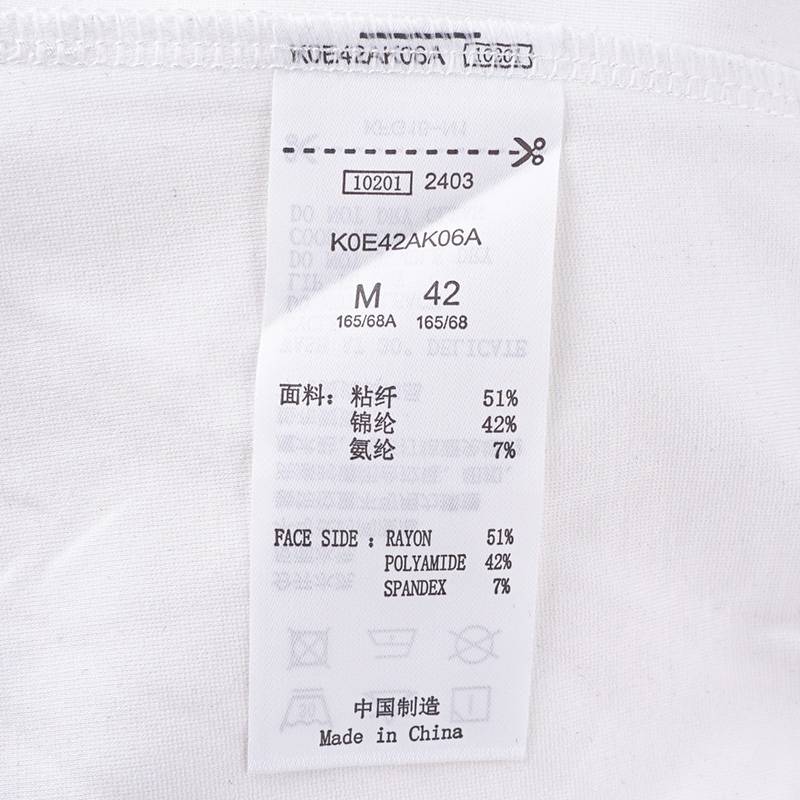 K0E42AK06A 10201
10201 2403
K0E42AK06A
M 42
165/68A 165/68
面料：粘纤 51%
锦纶 42%
氨纶 7%
FACE SIDE : RAYON 51%
POLYAMIDE 42%
SPANDEX 7%
中国制造
Made in China